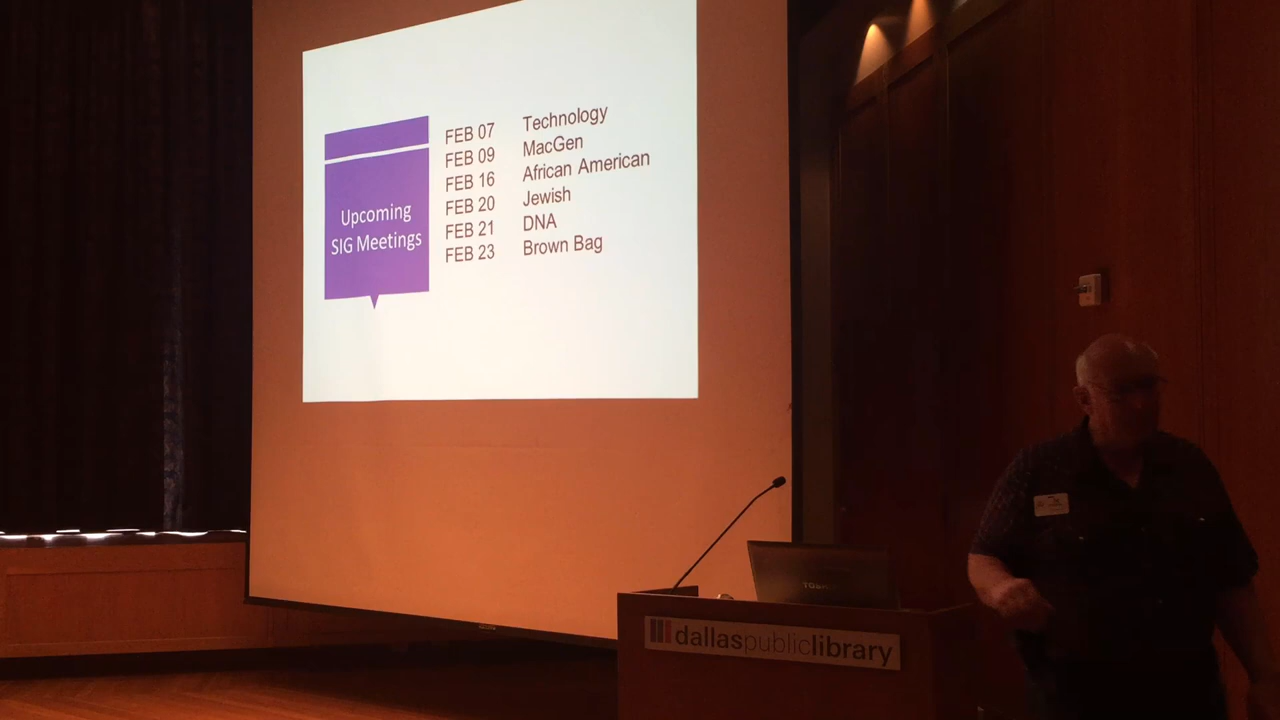 Upcoming
SIG Meetings
FEB 07 Technology
FEB 09 MacGen
FEB 16 African American
FEB 20 Jewish
FEB 21 DNA
FEB 23 Brown Bag
dallaspubliclibrary